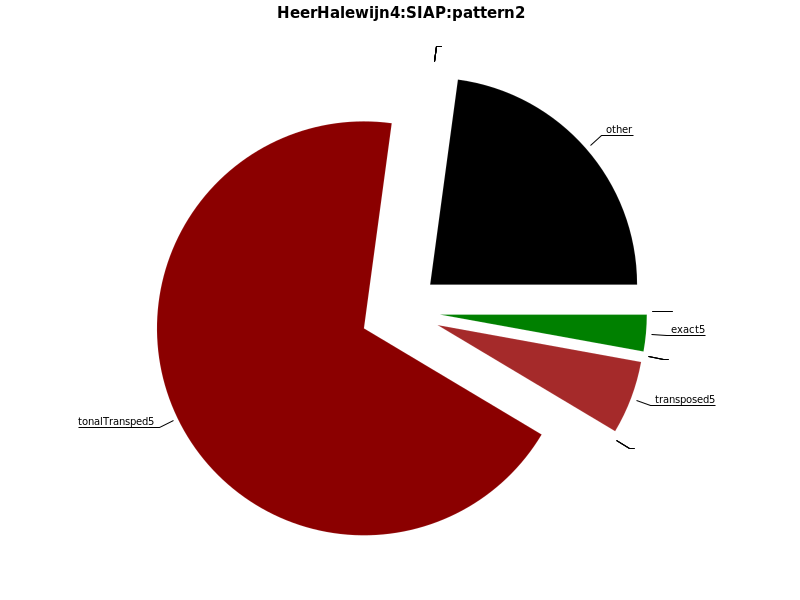 HeerHalewijn4:SIAP:pattern2
other
exact5
transposed5
tonalTransped5